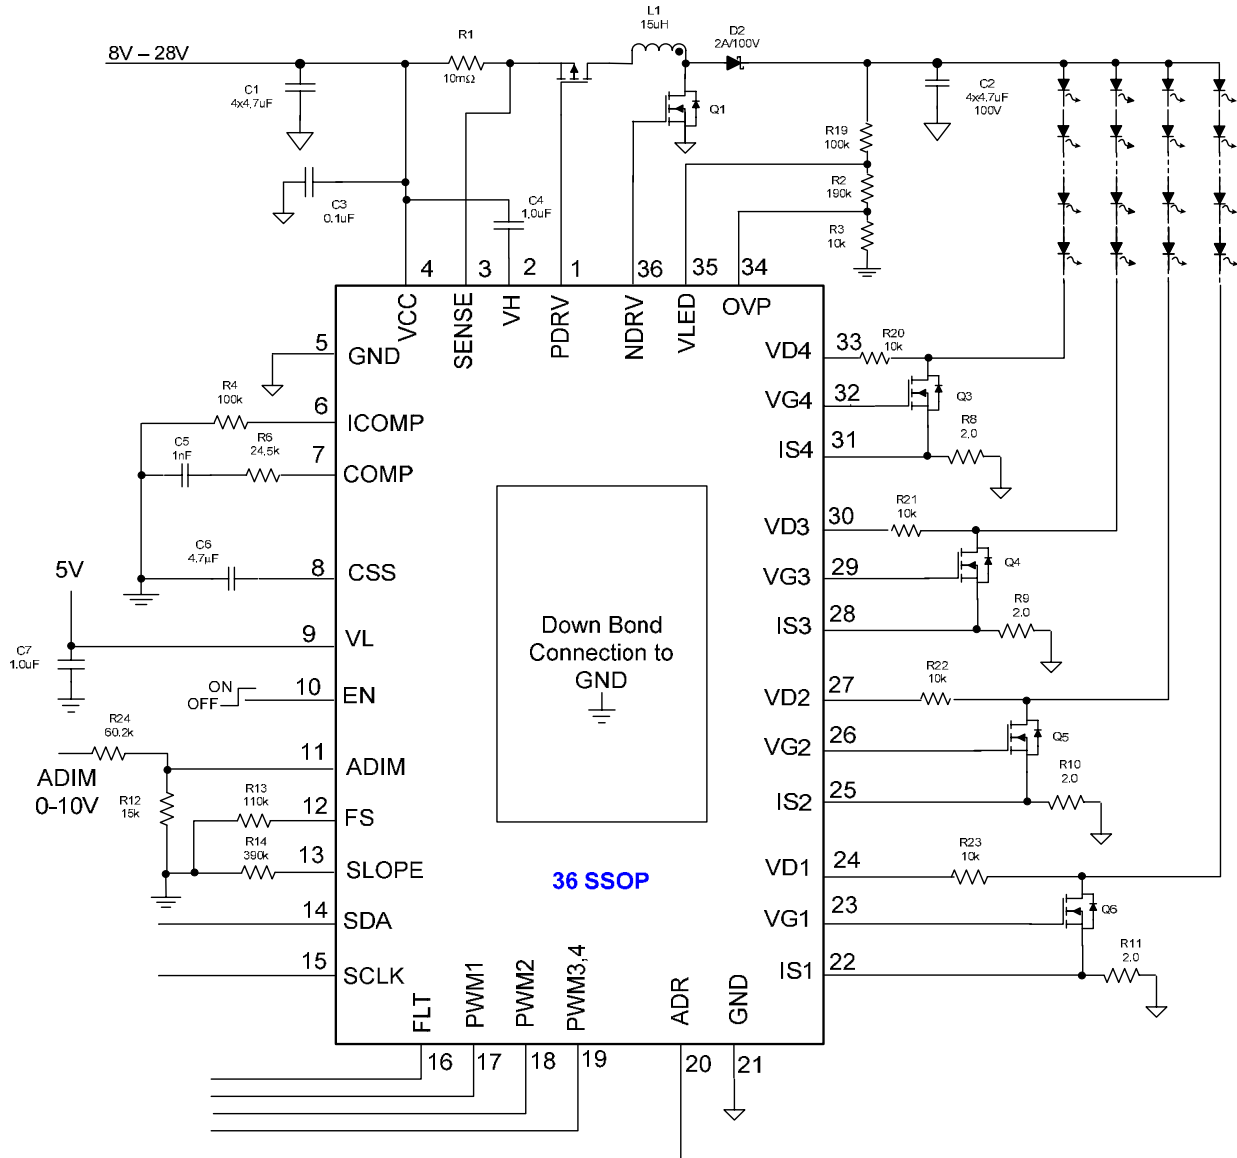 L1
15uH
D2
2A/100V
R1
10mΩ
8V – 28V
C1
4x4.7uF
C2
4x4.7uF
100V
Q1
R19
100k
R2
190k
R3
10k
C3
0.1uF
C4
1.0uF
4
3
2
1
36
35
34
VCC
SENSE
VH
PDRV
NDRV
VLED
OVP
5
GND
R4
100k
6
ICOMP
C5
1nF
R6
24.5k
7
COMP
C6
4.7µF
8
CSS
5V
C7
1.0uF
9
VL
ON
OFF
10
EN
R24
60.2k
11
ADIM
ADIM
0-10V
R12
15k
R13
110k
12
FS
R14
390k
13
SLOPE
14
SDA
15
SCLK
Down Bond
Connection to
GND
36 SSOP
VD4
33
R20
10k
VG4
32
Q3
IS4
31
R8
2.0
VD3
30
R21
10k
VG3
29
Q4
IS3
28
R9
2.0
VD2
27
R22
10k
VG2
26
Q5
IS2
25
R10
2.0
VD1
24
R23
10k
VG1
23
Q6
IS1
22
R11
2.0
FLT
PWM1
PWM2
PWM3,4
ADR
GND
16
17
18
19
20
21